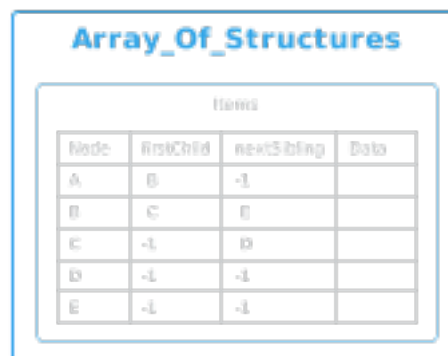 Array_Of_Structures
Items
Node firstChild nextSibling Data
A B -1
B C E
C -1 D
D -1 -1
E -1 -1